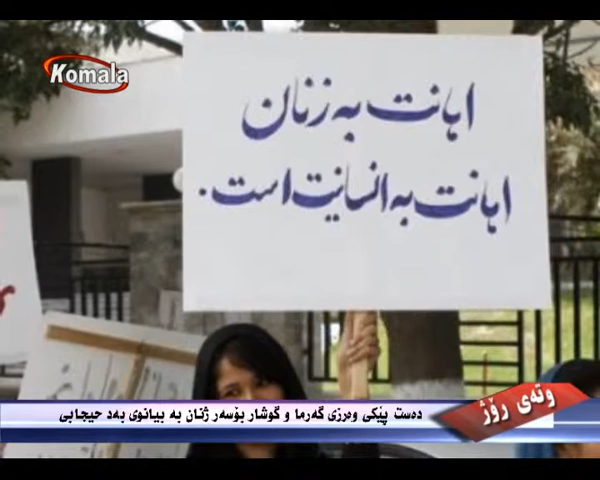 Komala
اهانت به زنان
اهانت به انسانیت است.
وتەی رۆژ
دەست پێکی وەرزی گەرما و گوشار بۆسەر ژنان بە بیانوی بەد حیجابی